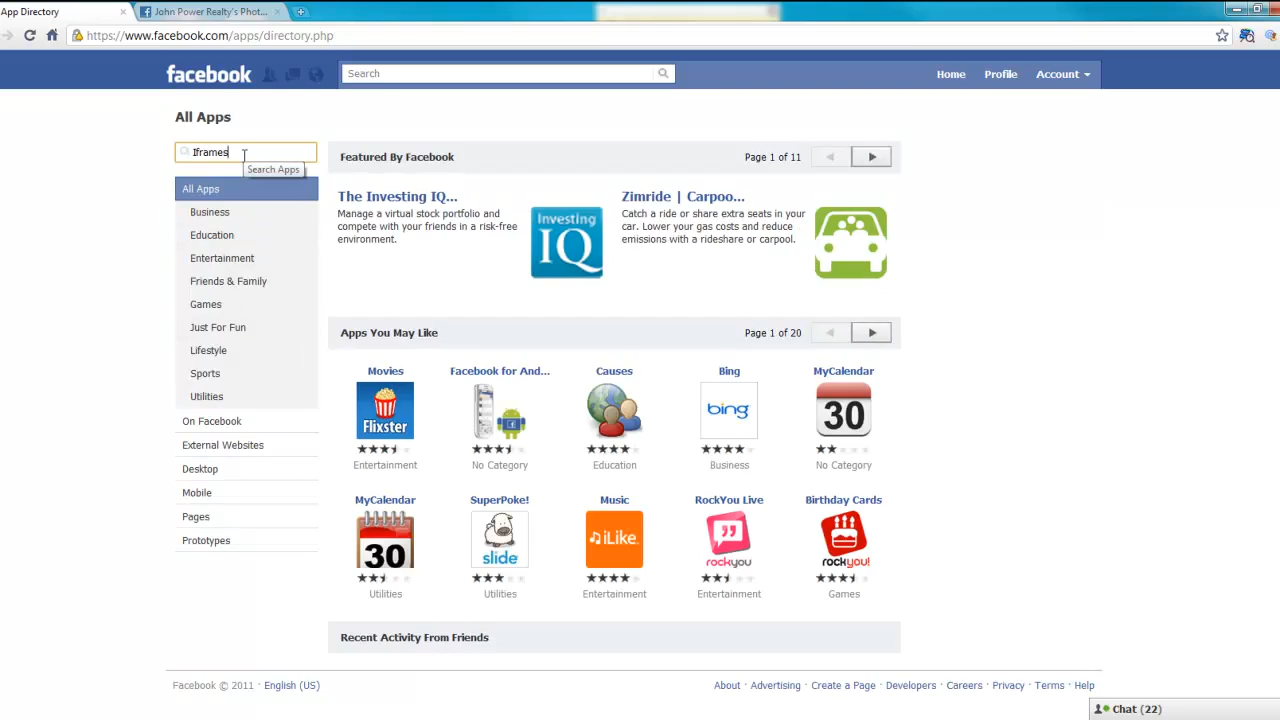 App Directory
John Power Realty's Phot...
https://www.facebook.com/apps/directory.php
facebook
Search
Home
Profile
Account
All Apps
Iframes
Search Apps
All Apps
Business
Education
Entertainment
Friends & Family
Games
Just For Fun
Lifestyle
Sports
Utilities
On Facebook
External Websites
Desktop
Mobile
Pages
Prototypes
Featured By Facebook
Page 1 of 11
The Investing IQ...
Manage a virtual stock portfolio and
compete with your friends in a risk-free
environment.
Investing
IQ
Zimride | Carpoo...
Catch a ride or share extra seats in your
car. Lower your gas costs and reduce
emissions with a rideshare or carpool.
Apps You May Like
Page 1 of 20
Movies
Flixster
Entertainment
Facebook for And...
No Category
Causes
Education
Bing
bing
Business
MyCalendar
30
No Category
MyCalendar
30
Utilities
SuperPoke!
slide
Utilities
Music
iLike
Entertainment
RockYou Live
rockyou
Entertainment
Birthday Cards
rockyou!
Games
Recent Activity From Friends
Facebook © 2011 · English (US)
About · Advertising · Create a Page · Developers · Careers · Privacy · Terms · Help
Chat (22)